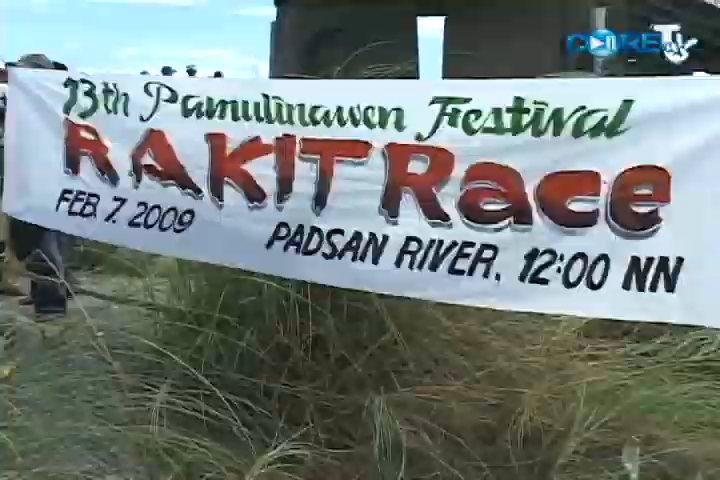 13th Pamulinawen Festival
RAKIT Race
FEB. 7. 2009
PADSAN RIVER. 12:00 NN